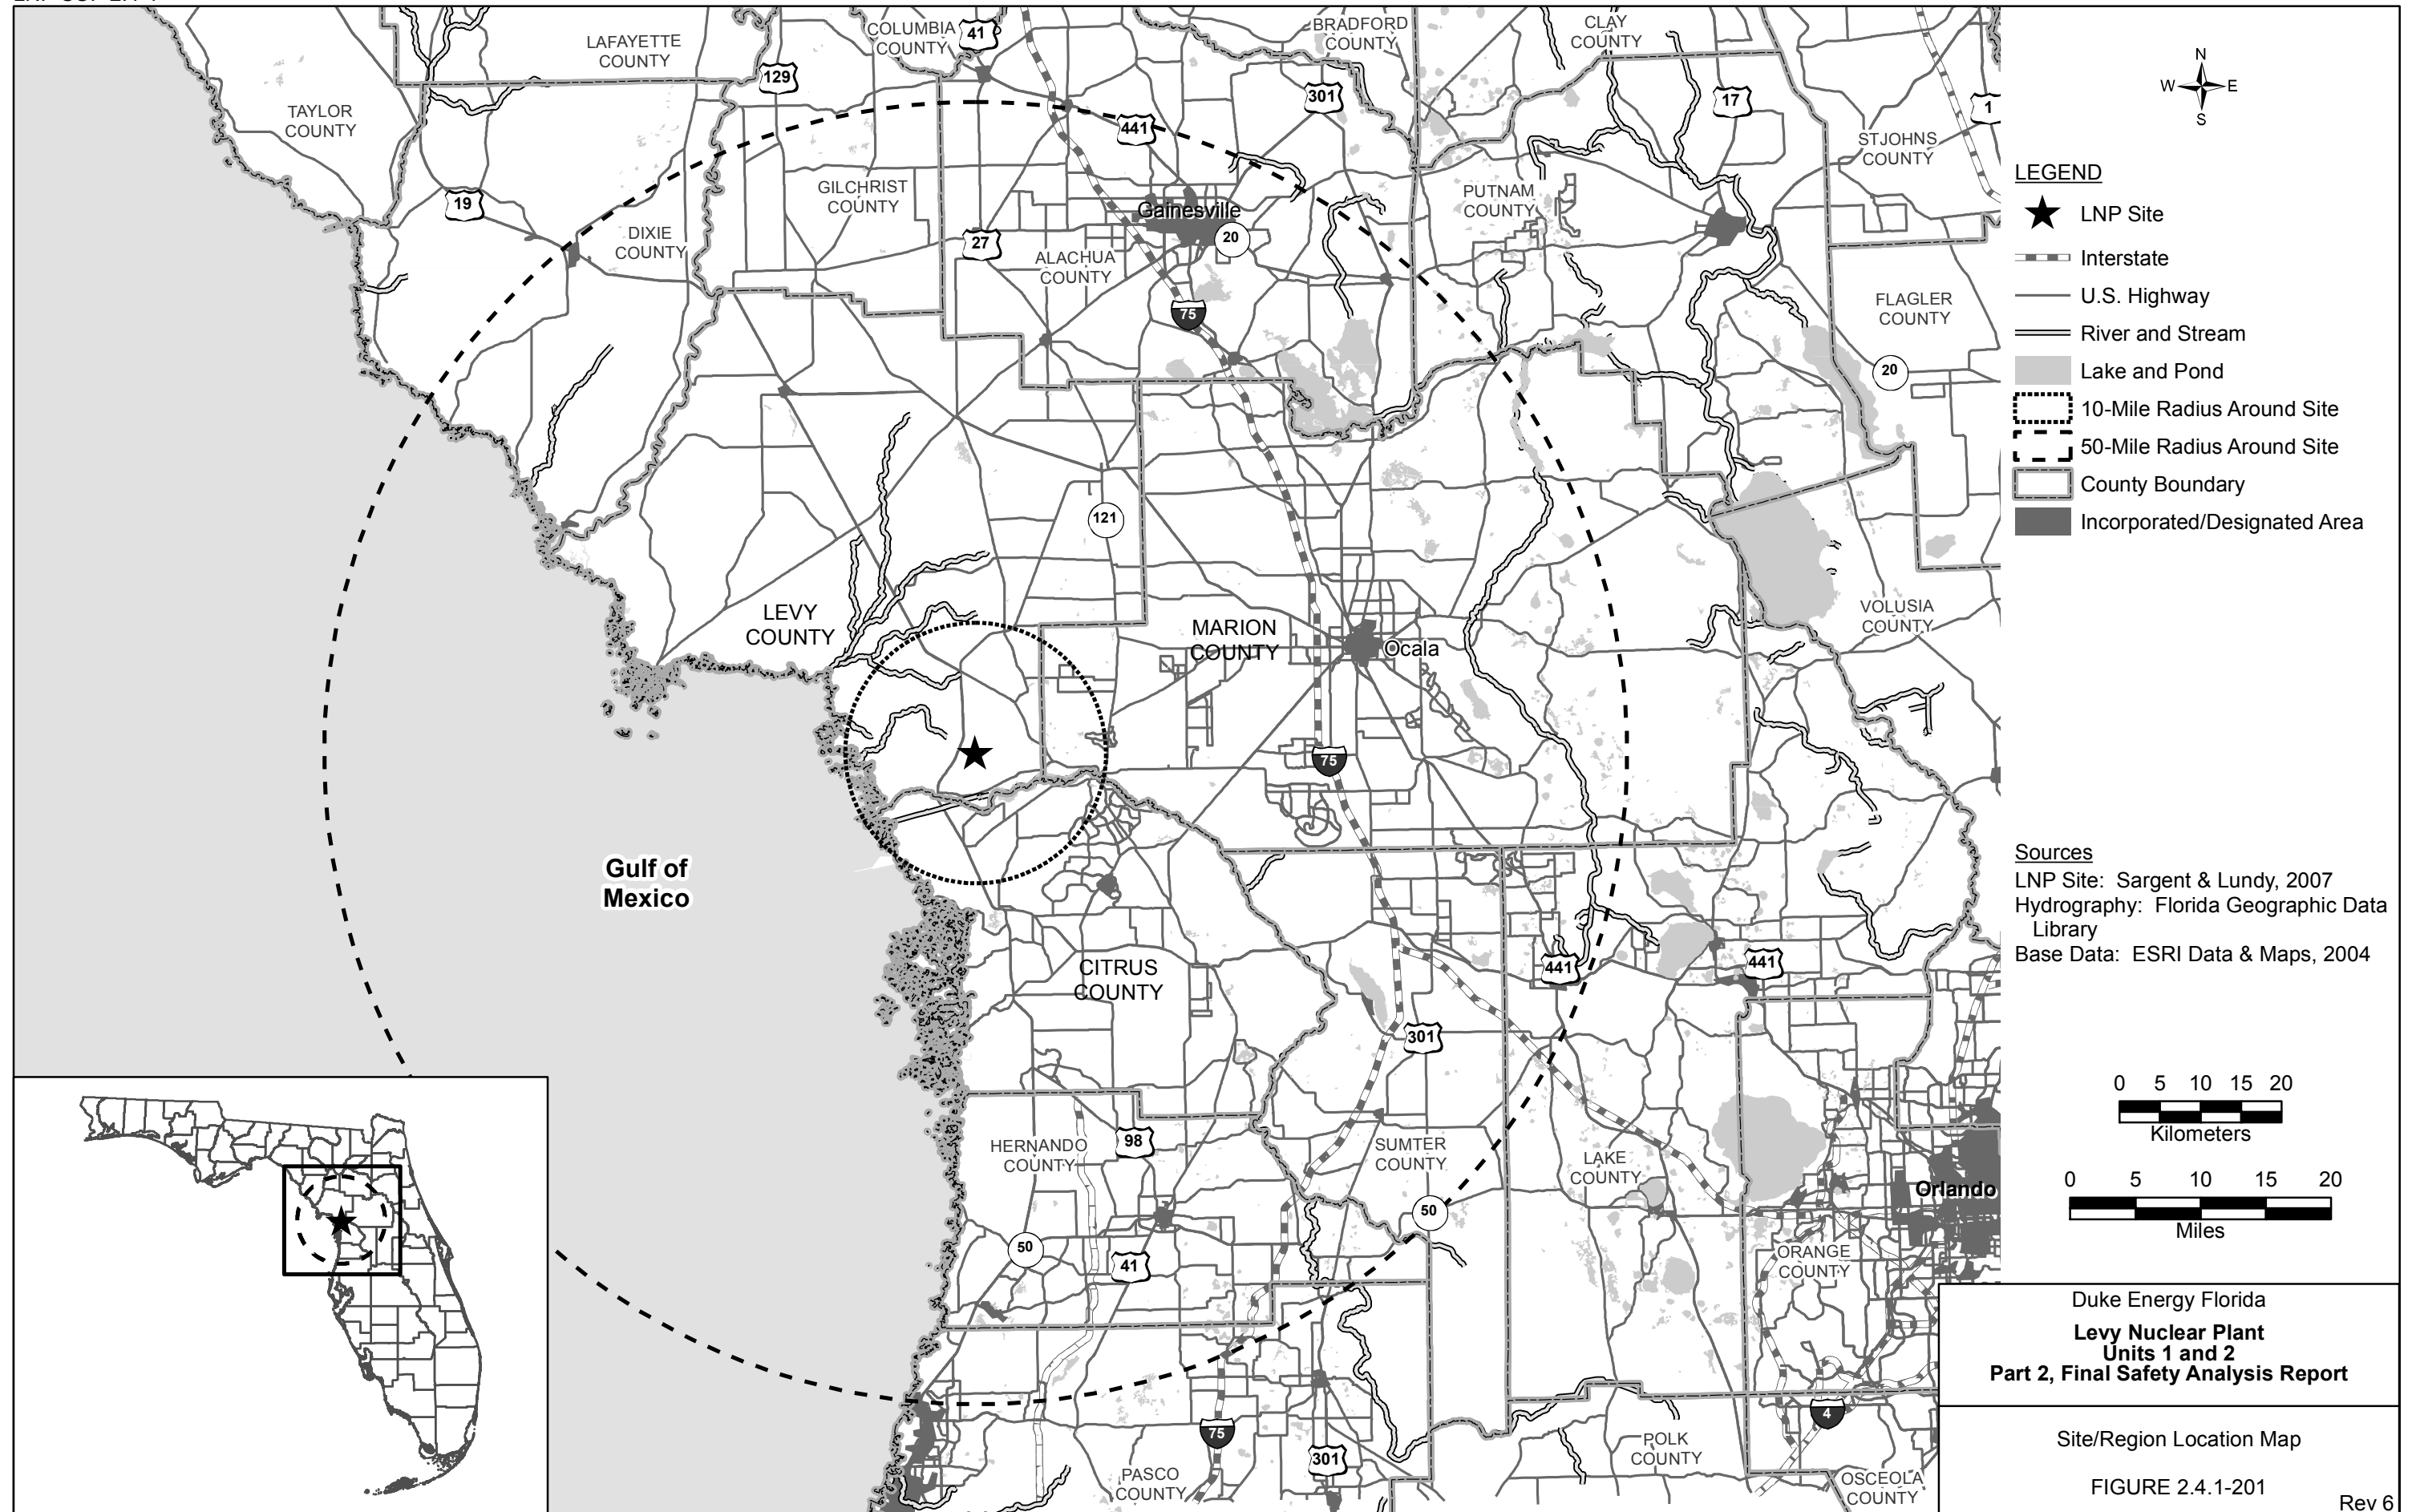 LAFAYETTE
COUNTY
COLUMBIA
COUNTY
41
BRADFORD
COUNTY
CLAY
COUNTY
129
TAYLOR
COUNTY
301
17
1
441
STJOHNS
COUNTY
19
GILCHRIST
COUNTY
PUTNAM
COUNTY
Gainesville
20
DIXIE
COUNTY
27
ALACHUA
COUNTY
75
FLAGLER
COUNTY
20
121
LEVY
COUNTY
MARION
COUNTY
Ocala
VOLUSIA
COUNTY
75
Gulf of
Mexico
CITRUS
COUNTY
441
441
301
HERNANDO
COUNTY
98
SUMTER
COUNTY
LAKE
COUNTY
Orlando
50
50
41
ORANGE
COUNTY
75
301
4
PASCO
COUNTY
POLK
COUNTY
OSCEOLA
COUNTY
N
W
E
S
LEGEND
LNP Site
Interstate
U.S. Highway
River and Stream
Lake and Pond
10-Mile Radius Around Site
50-Mile Radius Around Site
County Boundary
Incorporated/Designated Area
Sources
LNP Site: Sargent & Lundy, 2007
Hydrography: Florida Geographic Data
Library
Base Data: ESRI Data & Maps, 2004
0 5 10 15 20
Kilometers
0 5 10 15 20
Miles
Duke Energy Florida
Levy Nuclear Plant
Units 1 and 2
Part 2, Final Safety Analysis Report
Site/Region Location Map
FIGURE 2.4.1-201
Rev 6